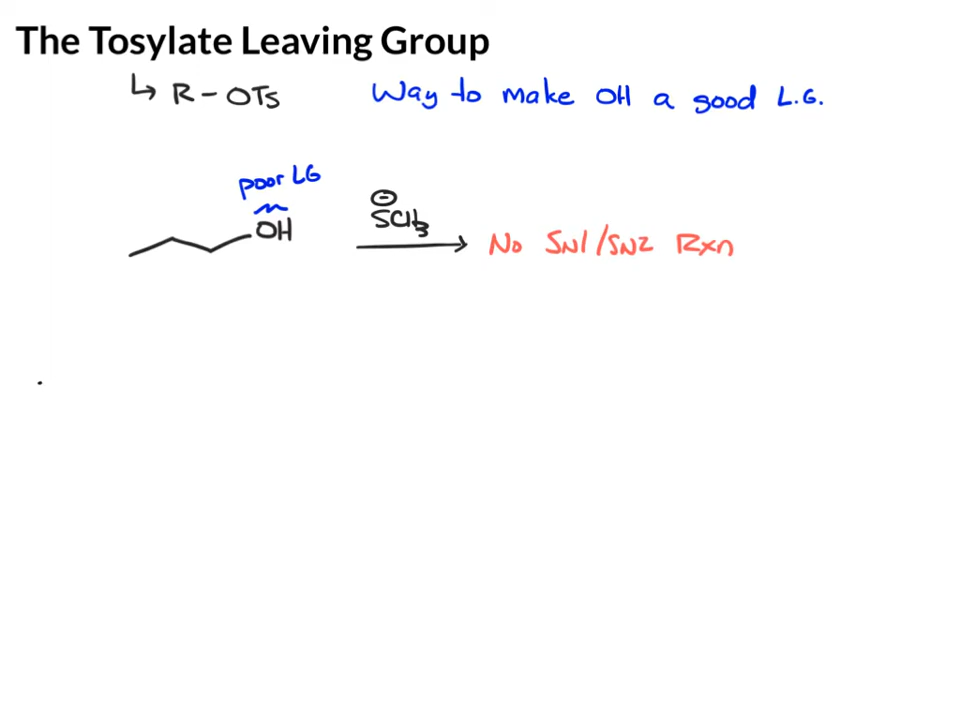 The Tosylate Leaving Group
↳ R-OTs Way to make OH a good L.G.
poor LG
⊖
OH SCH3
No SN1/SN2 Rxn